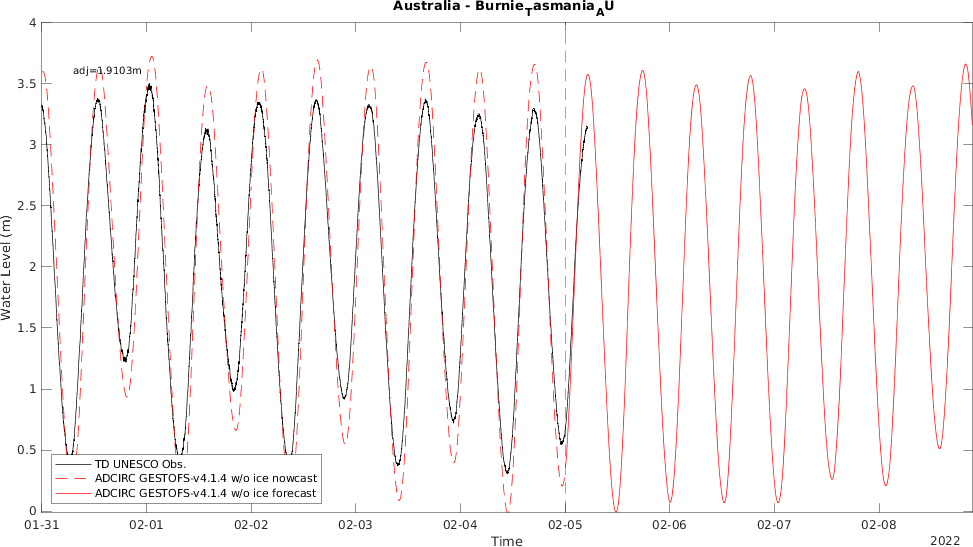 Australia - Burnie_Tasmania_AU
adj=1.9103m
4
3.5
3
2.5
2
1.5
1
0.5
0
Water Level (m)
TD UNESCO Obs.
ADCIRC GESTOFS-v4.1.4 w/o ice nowcast
ADCIRC GESTOFS-v4.1.4 w/o ice forecast
01-31 02-01 02-02 02-03 02-04 02-05 02-06 02-07 02-08
Time
2022